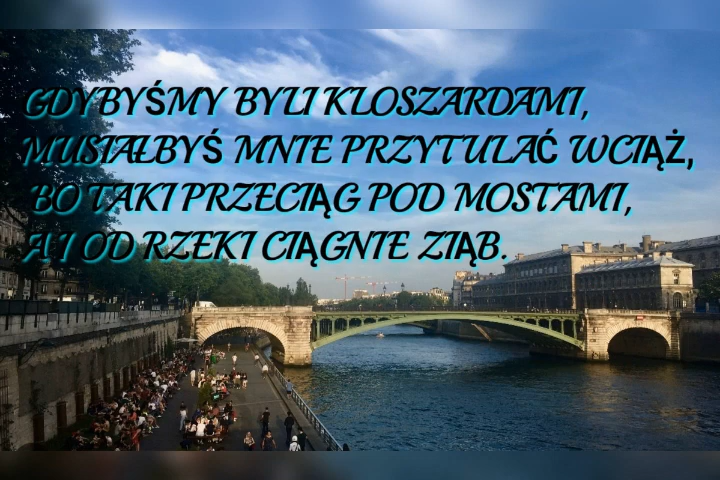 GDYBYŚMY BYLI KLOSZARDAMI,
MUSIAŁBYŚ MNIE PRZYTULAĆ WCIĄŻ,
BO TAKI PRZECIĄG POD MOSTAMI,
A I OD RZEKI CIĄGNIE ZIĄB.